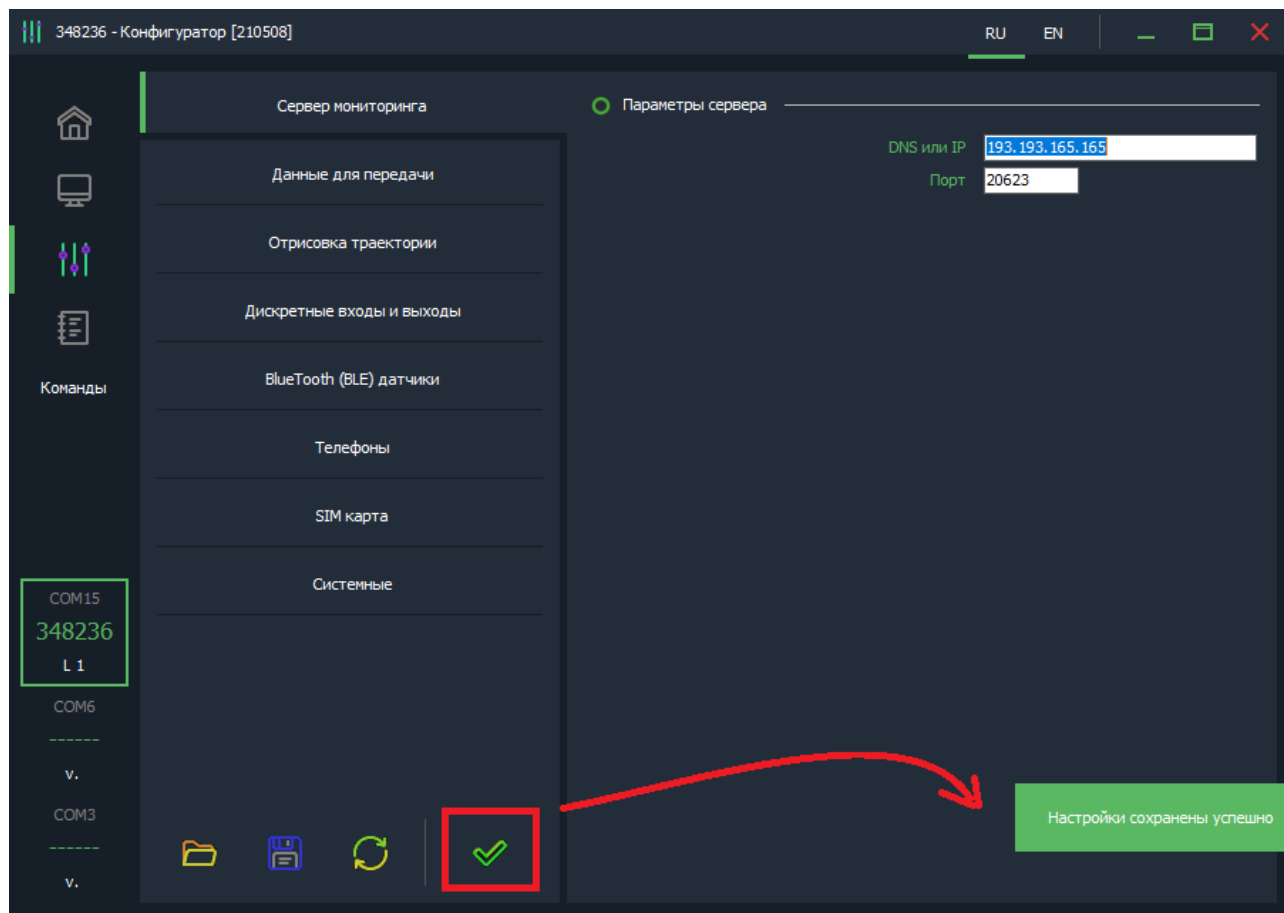 348236 - Конфигуратор [210508]
RU EN
Сервер мониторинга
Данные для передачи
Отрисовка траектории
Дискретные входы и выходы
BlueTooth (BLE) датчики
Телефоны
SIM карта
Системные
Параметры сервера
DNS или IP 193.193.165.165
Порт 20623
Команды
COM15
348236
L 1
COM6
------
v.
COM3
------
v.
Настройки сохранены успешно